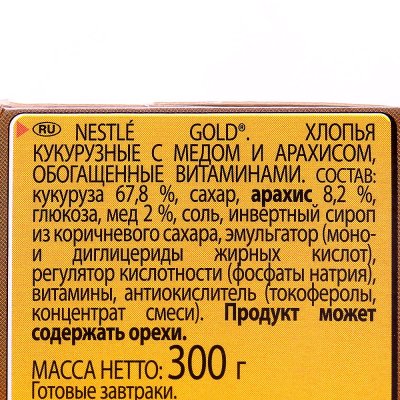 RU NESTLÉ GOLD®. ХЛОПЬЯ
КУКУРУЗНЫЕ С МЕДОМ И АРАХИСОМ,
ОБОГАЩЕННЫЕ ВИТАМИНАМИ. СОСТАВ:
кукуруза 67,8 %, сахар, арахис 8,2 %,
глюкоза, мед 2 %, соль, инвертный сироп
из коричневого сахара, эмульгатор (моно-
и диглицериды жирных кислот),
регулятор кислотности (фосфаты натрия),
витамины, антиокислитель (токоферолы,
концентрат смеси). Продукт может
содержать орехи.
МАССА НЕТТО: 300 г
Готовые завтраки.